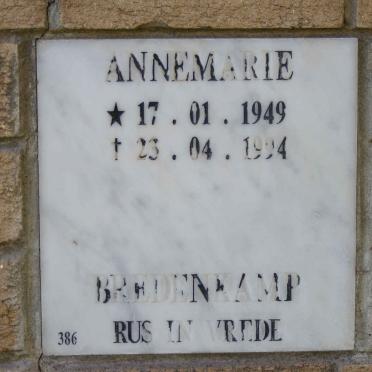 ANNEMARIE
★ 17 . 01 . 1949
† 23 . 04 . 1994
BREDENKAMP
RUS IN VREDE
386